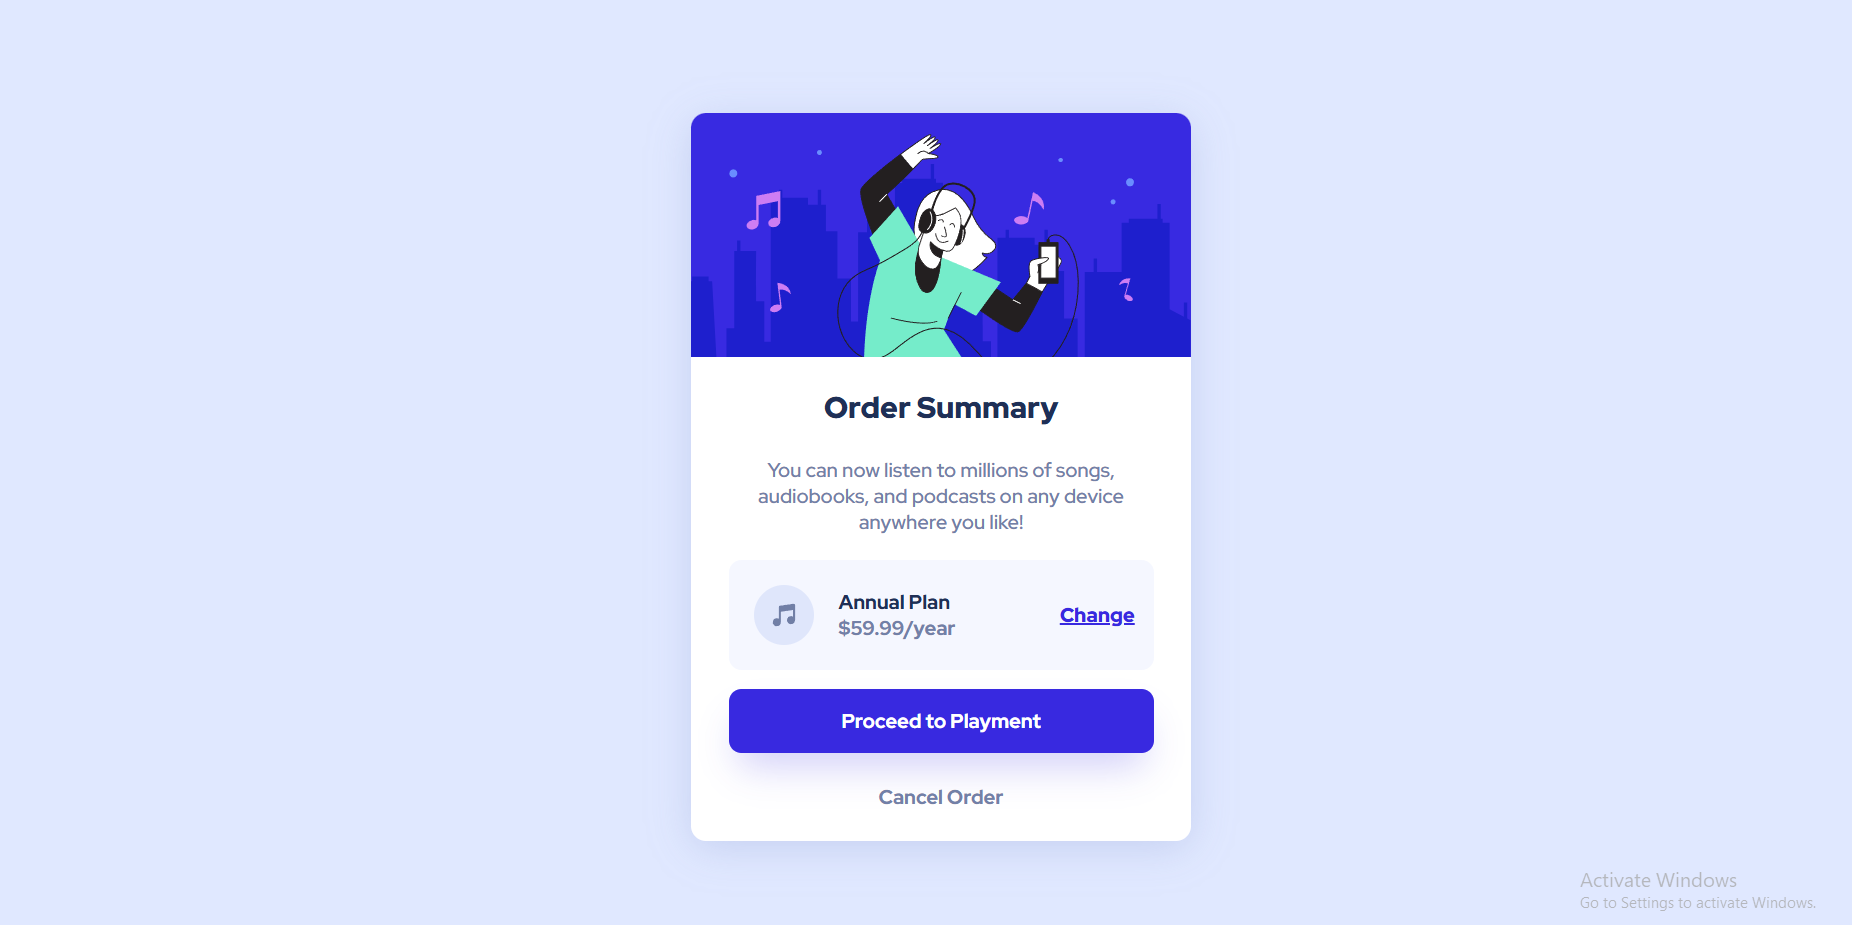 Order Summary
You can now listen to millions of songs,
audiobooks, and podcasts on any device
anywhere you like!
Annual Plan
$59.99/year
Change
Proceed to Playment
Cancel Order
Activate Windows
Go to Settings to activate Windows.